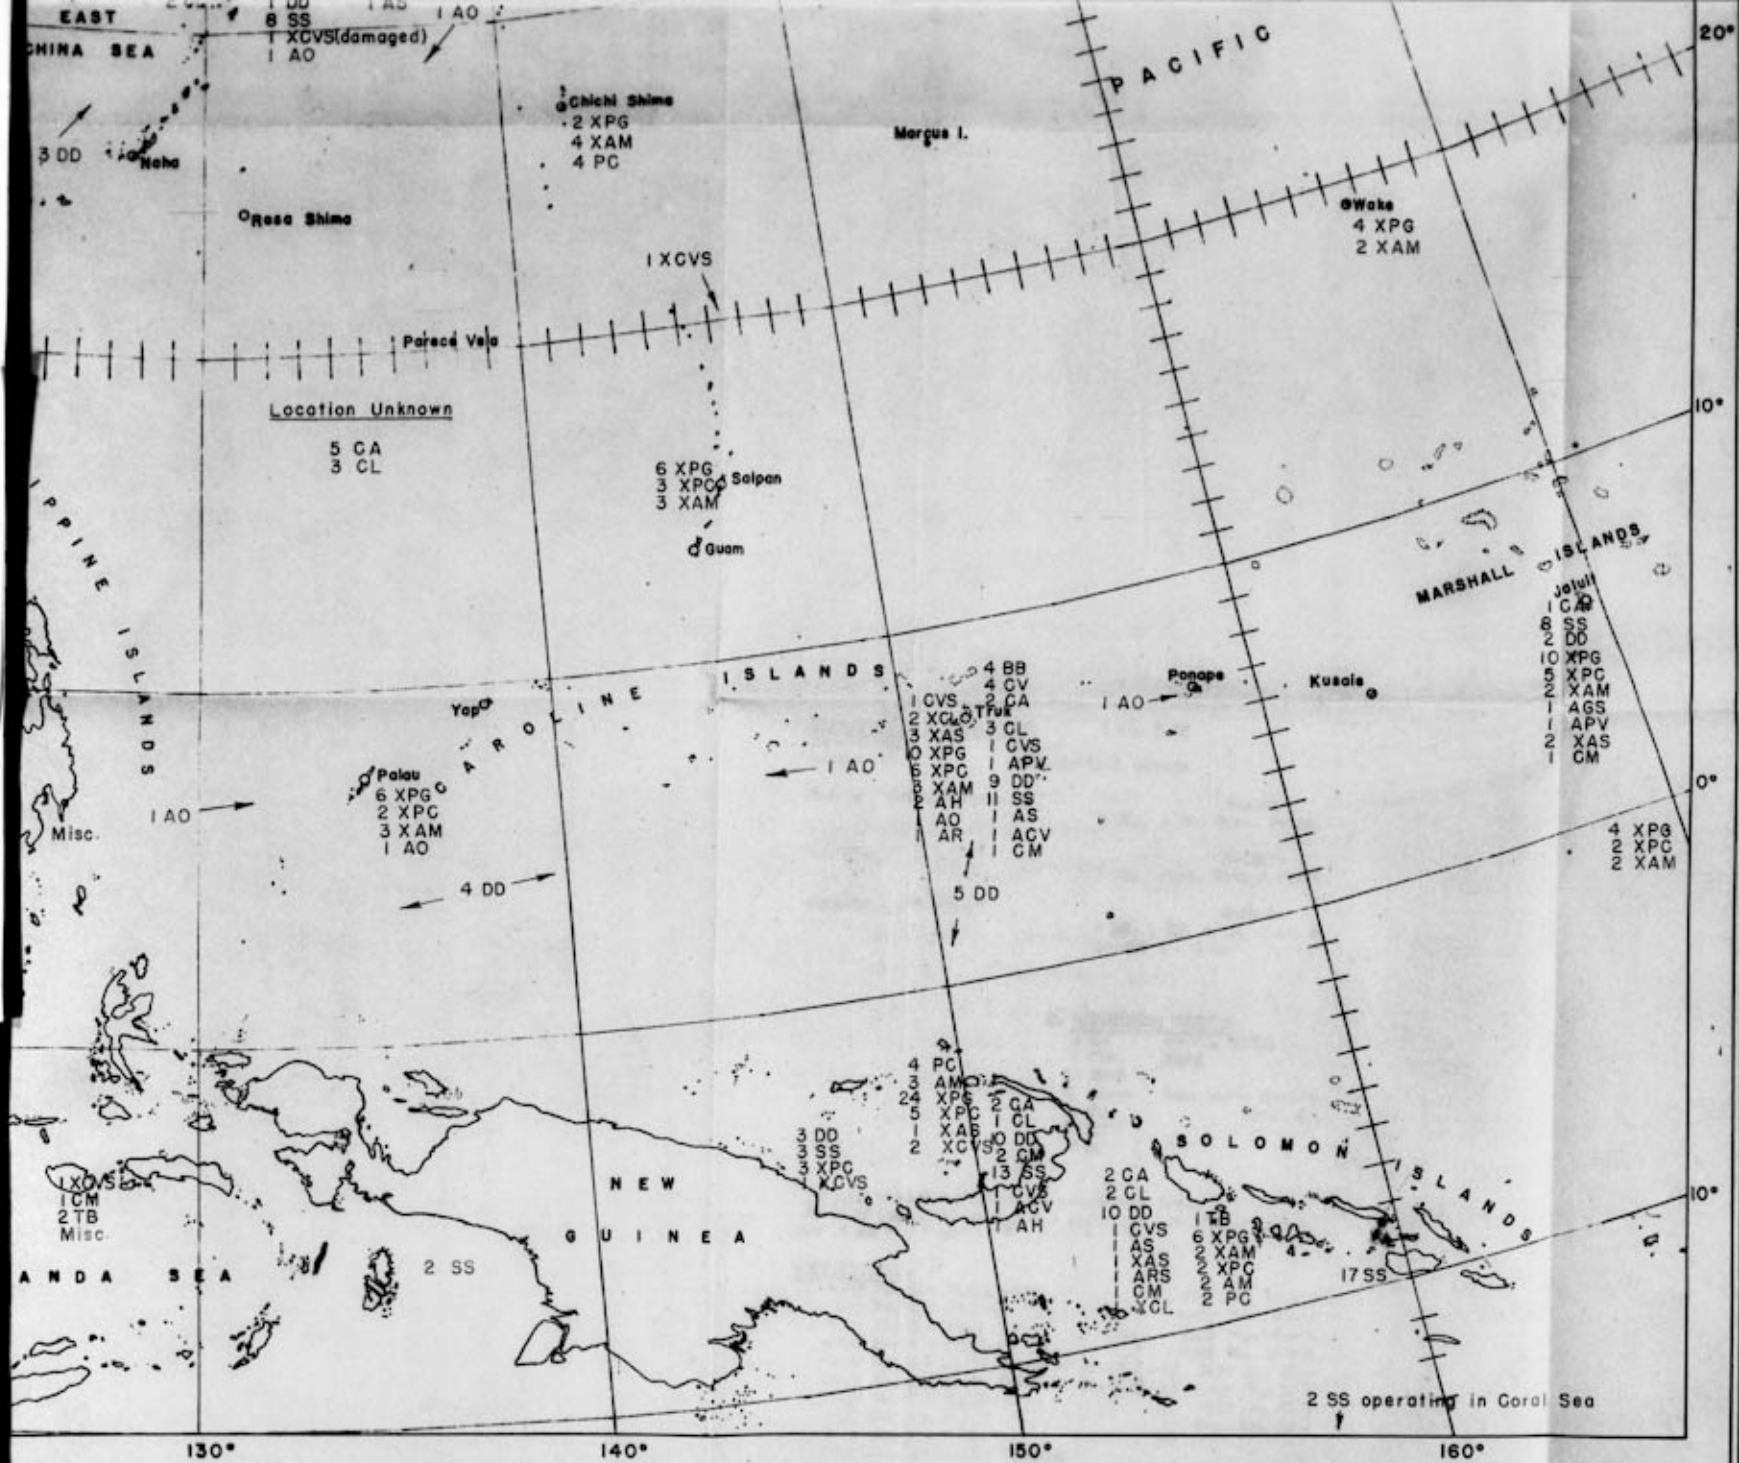 1 DD
1 AS
1 AO
EAST
CHINA SEA
8 SS
1 XCVS(damaged)
1 AO
PACIFIC
20°
Chichi Shima
2 XPG
4 XAM
4 PC
Marcus I.
3 DD
Naha
Rasa Shima
Wake
4 XPG
2 XAM
1 XCVS
Parece Vela
Location Unknown
5 CA
3 CL
10°
6 XPG
3 XPC
3 XAM
Saipan
Guam
PPINE ISLANDS
MARSHALL ISLANDS
Jaluit
1 CA
8 SS
2 DD
10 XPG
5 XPC
2 XAM
1 AGS
1 APV
2 XAS
1 CM
CAROLINE ISLANDS
Yap
Truk
1 CVS
2 XCL
3 XAS
10 XPG
6 XPC
3 XAM
2 AH
1 AO
1 AR
4 BB
4 CV
2 CA
3 CL
1 CVS
1 APV
9 DD
11 SS
1 AS
1 ACV
1 CM
1 AO
Ponape
Kusaie
1 AO
Palau
6 XPG
2 XPC
3 XAM
1 AO
1 AO
Misc.
0°
4 XPG
2 XPC
2 XAM
4 DD
5 DD
4 PC
3 AM
24 XPG
5 XPC
1 XAS
2 XCVS
2 CA
1 CL
10 DD
2 CM
13 SS
1 CVS
1 ACV
1 AH
3 DD
3 SS
3 XPC
1 XCVS
SOLOMON ISLANDS
NEW
GUINEA
1 XCVS
1 CM
2 TB
Misc.
2 CA
2 CL
10 DD
1 CVS
1 AS
1 XAS
1 ARS
1 CM
1 XCL
1 TB
6 XPG
2 XAM
2 XPC
2 AM
2 PC
10°
ANDA SEA
2 SS
17 SS
2 SS operating in Coral Sea
130°
140°
150°
160°